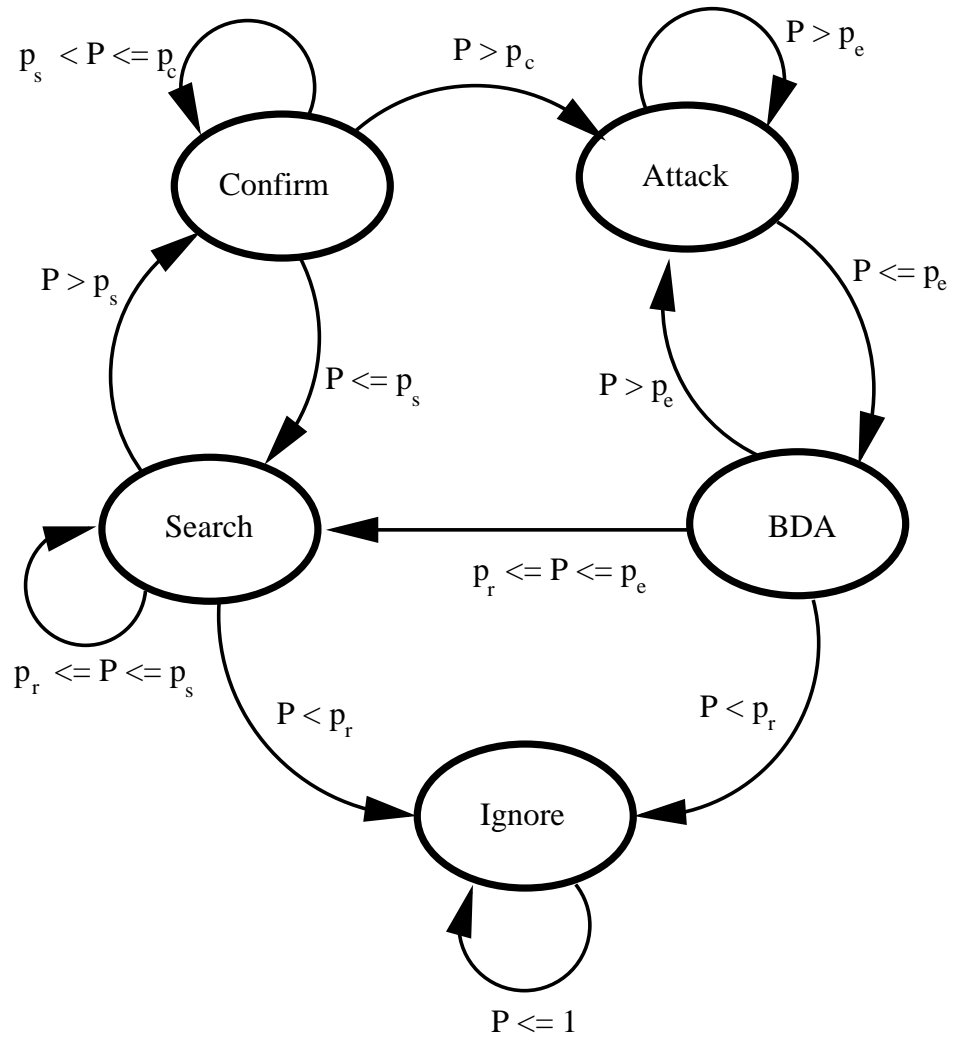 p_s < P <= p_c
P > p_c
P > p_e
Confirm
Attack
P > p_s
P <= p_e
P <= p_s
P > p_e
Search
BDA
p_r <= P <= p_e
p_r <= P <= p_s
P < p_r
P < p_r
Ignore
P <= 1